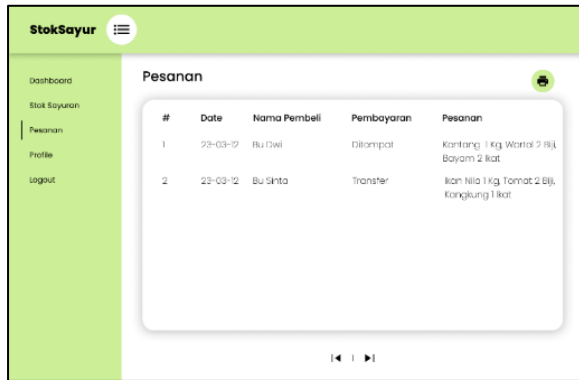 StokSayur
Dashboard
Stok Sayuran
Pesanan
Profile
Logout
Pesanan
# Date Nama Pembeli Pembayaran Pesanan
1 23-03-12 Bu Dwi Ditempat Kentang 1 Kg, Wortel 2 Biji,
Bayam 2 Ikat
2 23-03-12 Bu Sinta Transfer Ikan Nila 1 Kg, Tomat 2 Biji,
Kangkung 1 Ikat
1